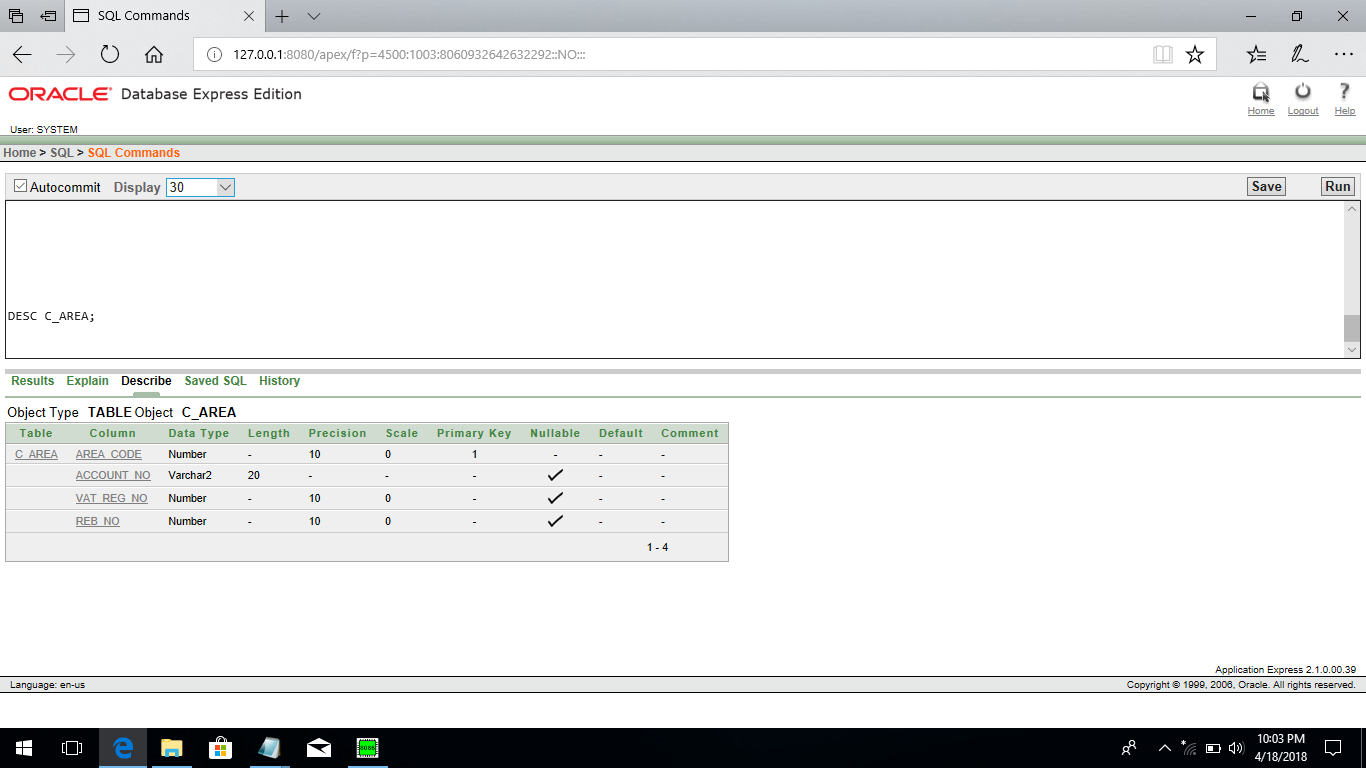 SQL Commands
127.0.0.1:8080/apex/f?p=4500:1003:8060932642632292::NO:::
ORACLE Database Express Edition
Home Logout Help
User: SYSTEM
Home > SQL > SQL Commands
Autocommit Display 30 Save Run
DESC C_AREA;
Results Explain Describe Saved SQL History
Object Type TABLE Object C_AREA
Table Column Data Type Length Precision Scale Primary Key Nullable Default Comment
C_AREA AREA_CODE Number - 10 0 1 - - -
ACCOUNT_NO Varchar2 20 - - - - -
VAT_REG_NO Number - 10 0 - - -
REB_NO Number - 10 0 - - -
1 - 4
Application Express 2.1.0.00.39
Language: en-us Copyright © 1999, 2006, Oracle. All rights reserved.
8086
10:03 PM
4/18/2018